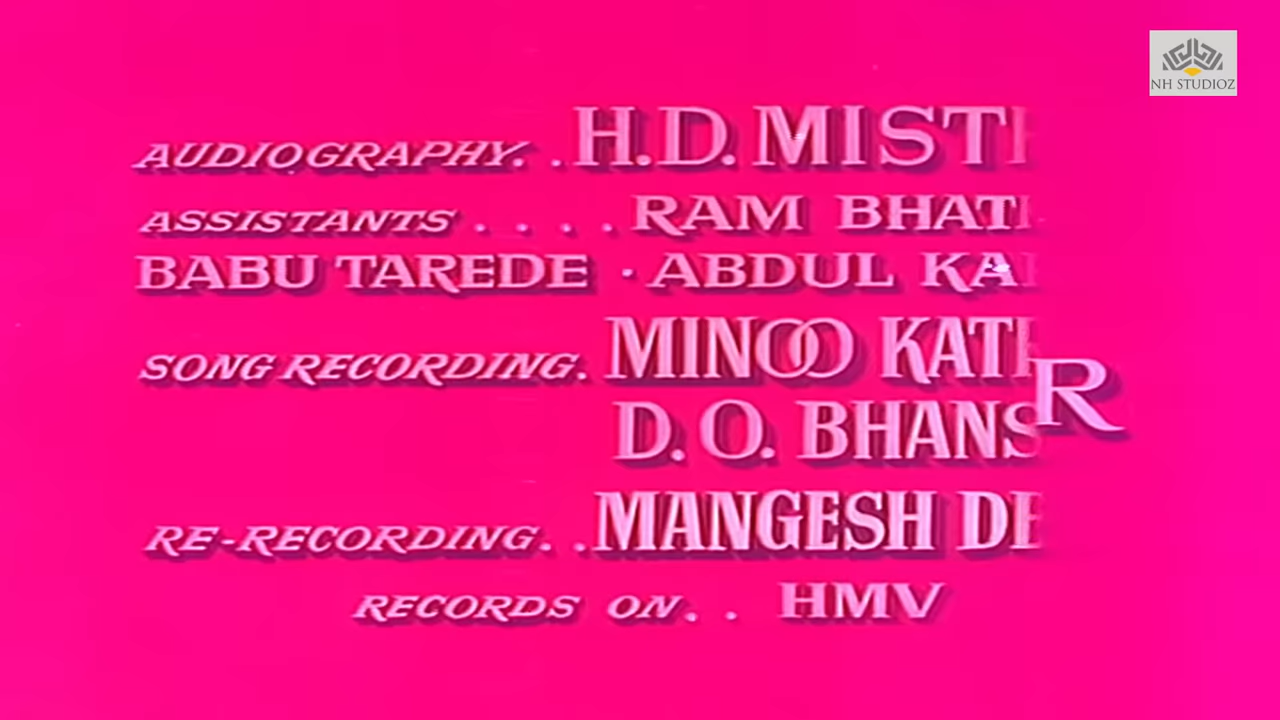 NH STUDIOZ
AUDIOGRAPHY. . H.D. MIST
ASSISTANTS . . . . RAM BHAT
BABU TAREDE · ABDUL KA
SONG RECORDING. MINOO KAT
R
D. O. BHANS
RE-RECORDING. . MANGESH DE
RECORDS ON. . HMV